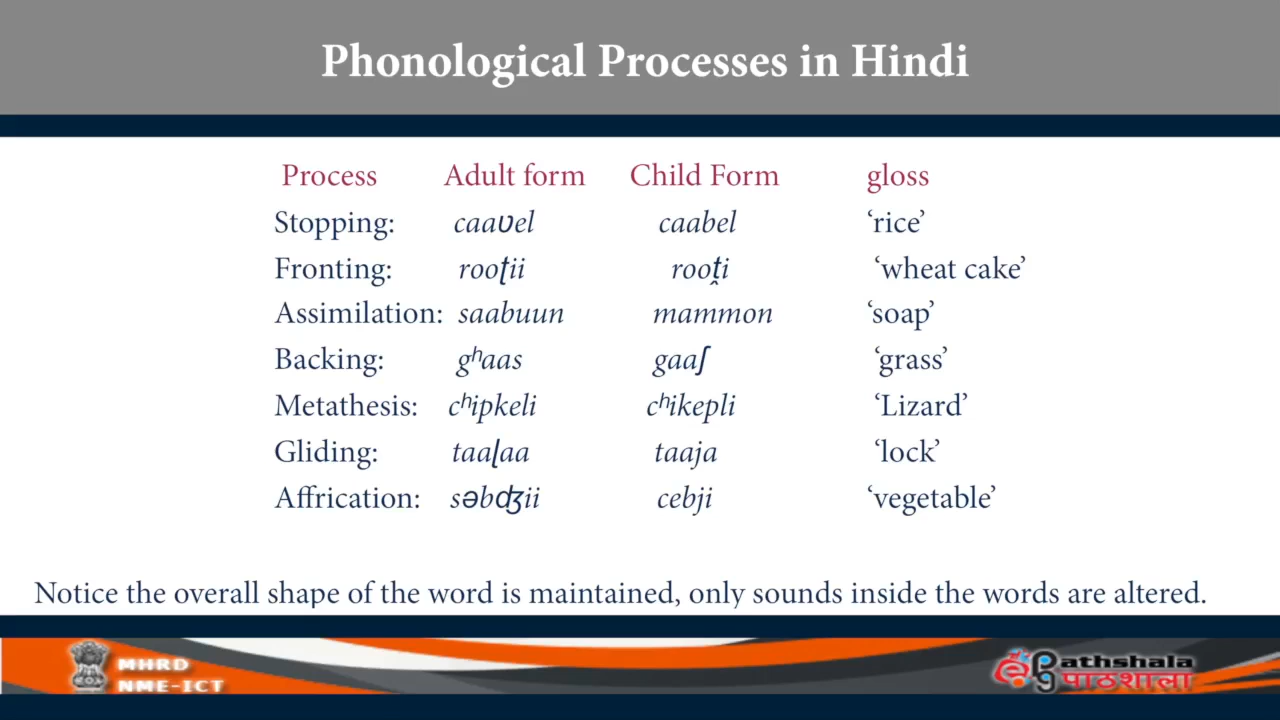 Phonological Processes in Hindi
Process Adult form Child Form gloss
Stopping: caaʋel caabel ‘rice’
Fronting: rooʈii rooʈ̯i ‘wheat cake’
Assimilation: saabuun mammon ‘soap’
Backing: gʰaas gaaʃ ‘grass’
Metathesis: cʰipkeli cʰikepli ‘Lizard’
Gliding: taaɭaa taaja ‘lock’
Affrication: səbʤii cebji ‘vegetable’
Notice the overall shape of the word is maintained, only sounds inside the words are altered.
MHRD
NME-ICT
epg Pathshala
पाठशाला